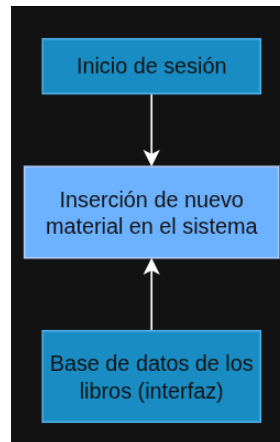 Inicio de sesión
Inserción de nuevo
material en el sistema
Base de datos de los
libros (interfaz)